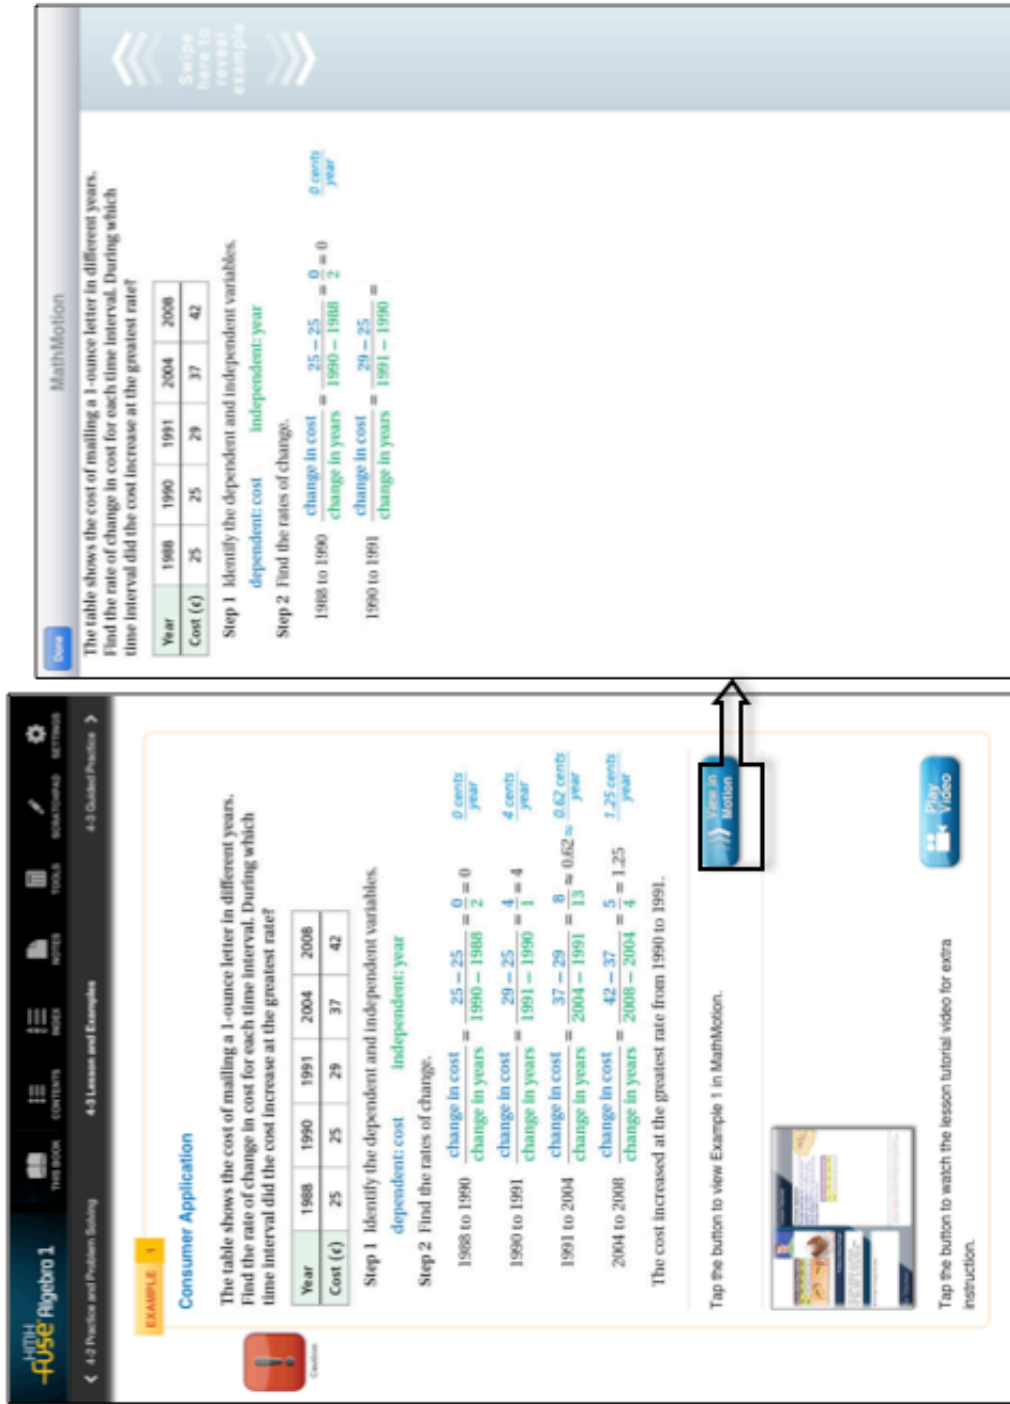 HMH
fuse Algebra 1
THIS BOOK
CONTENTS
INDEX
NOTES
TOOLS
SCRATCHPAD
SETTINGS
4-2 Practice and Problem Solving
4-3 Lesson and Examples
4-3 Guided Practice
EXAMPLE 1
Consumer Application
Caution
The table shows the cost of mailing a 1-ounce letter in different years.
Find the rate of change in cost for each time interval. During which
time interval did the cost increase at the greatest rate?
Year 1988 1990 1991 2004 2008
Cost (¢) 25 25 29 37 42
Step 1 Identify the dependent and independent variables.
dependent: cost independent: year
Step 2 Find the rates of change.
1988 to 1990 change in cost / change in years = 25 − 25 / 1990 − 1988 = 0/2 = 0 0 cents / year
1990 to 1991 change in cost / change in years = 29 − 25 / 1991 − 1990 = 4/1 = 4 4 cents / year
1991 to 2004 change in cost / change in years = 37 − 29 / 2004 − 1991 = 8/13 ≈ 0.62 ≈ 0.62 cents / year
2004 to 2008 change in cost / change in years = 42 − 37 / 2008 − 2004 = 5/4 = 1.25 1.25 cents / year
The cost increased at the greatest rate from 1990 to 1991.
Tap the button to view Example 1 in MathMotion.
View in
Motion
Tap the button to watch the lesson tutorial video for extra
instruction.
Play
Video
Done
MathMotion
The table shows the cost of mailing a 1-ounce letter in different years.
Find the rate of change in cost for each time interval. During which
time interval did the cost increase at the greatest rate?
Year 1988 1990 1991 2004 2008
Cost (¢) 25 25 29 37 42
Step 1 Identify the dependent and independent variables.
dependent: cost independent: year
Step 2 Find the rates of change.
1988 to 1990 change in cost / change in years = 25 − 25 / 1990 − 1988 = 0/2 = 0 0 cents / year
1990 to 1991 change in cost / change in years = 29 − 25 / 1991 − 1990 =
Swipe
here to
reveal
example